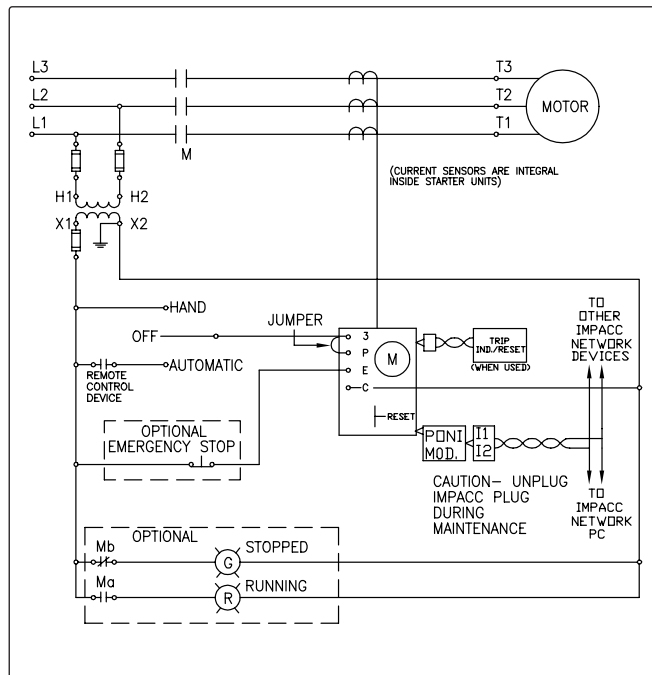 L3
T3
L2
T2
MOTOR
L1
T1
M
(CURRENT SENSORS ARE INTEGRAL
INSIDE STARTER UNITS)
H1
H2
X1
X2
HAND
JUMPER
OFF
3
P
M
E
C
RESET
TRIP
IND./RESET
(WHEN USED)
TO
OTHER
IMPACC
NETWORK
DEVICES
AUTOMATIC
REMOTE
CONTROL
DEVICE
OPTIONAL
EMERGENCY STOP
PONI
MOD.
I1
I2
CAUTION- UNPLUG
IMPACC PLUG
DURING
MAINTENANCE
TO
IMPACC
NETWORK
PC
OPTIONAL
Mb
G
STOPPED
Ma
R
RUNNING